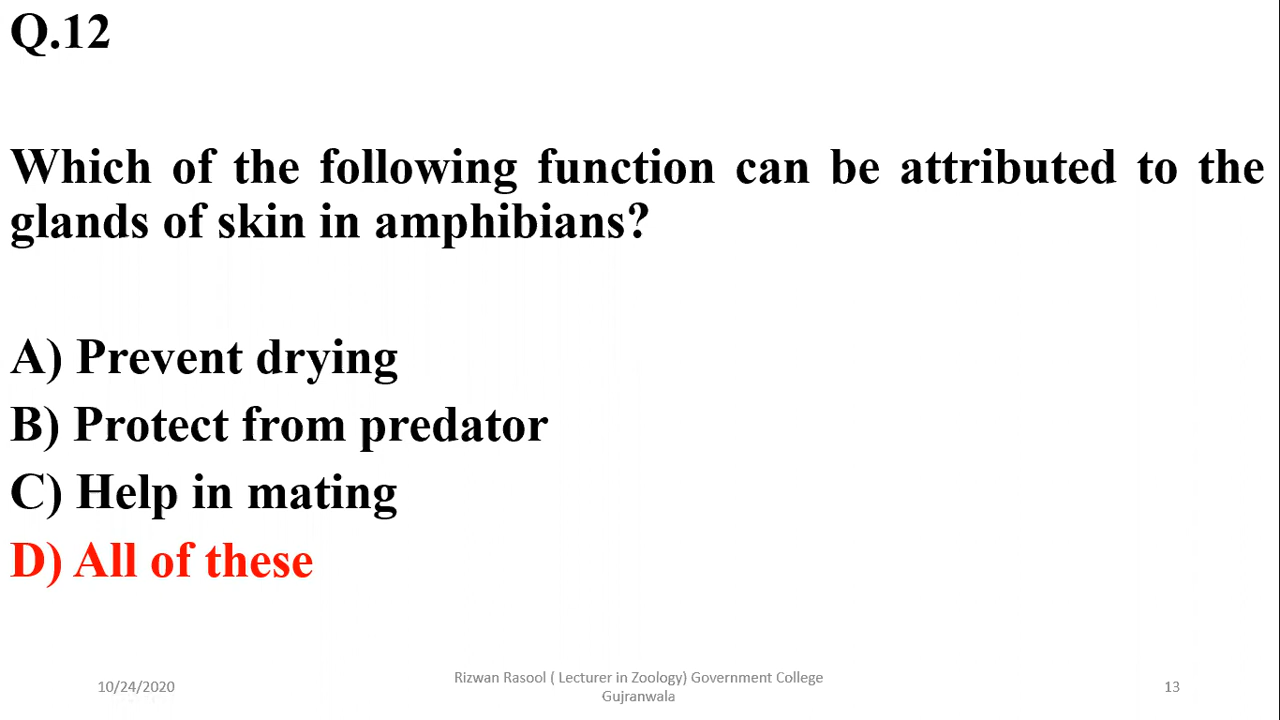 Q.12
Which of the following function can be attributed to the
glands of skin in amphibians?
A) Prevent drying
B) Protect from predator
C) Help in mating
D) All of these
10/24/2020
Rizwan Rasool ( Lecturer in Zoology) Government College
Gujranwala
13